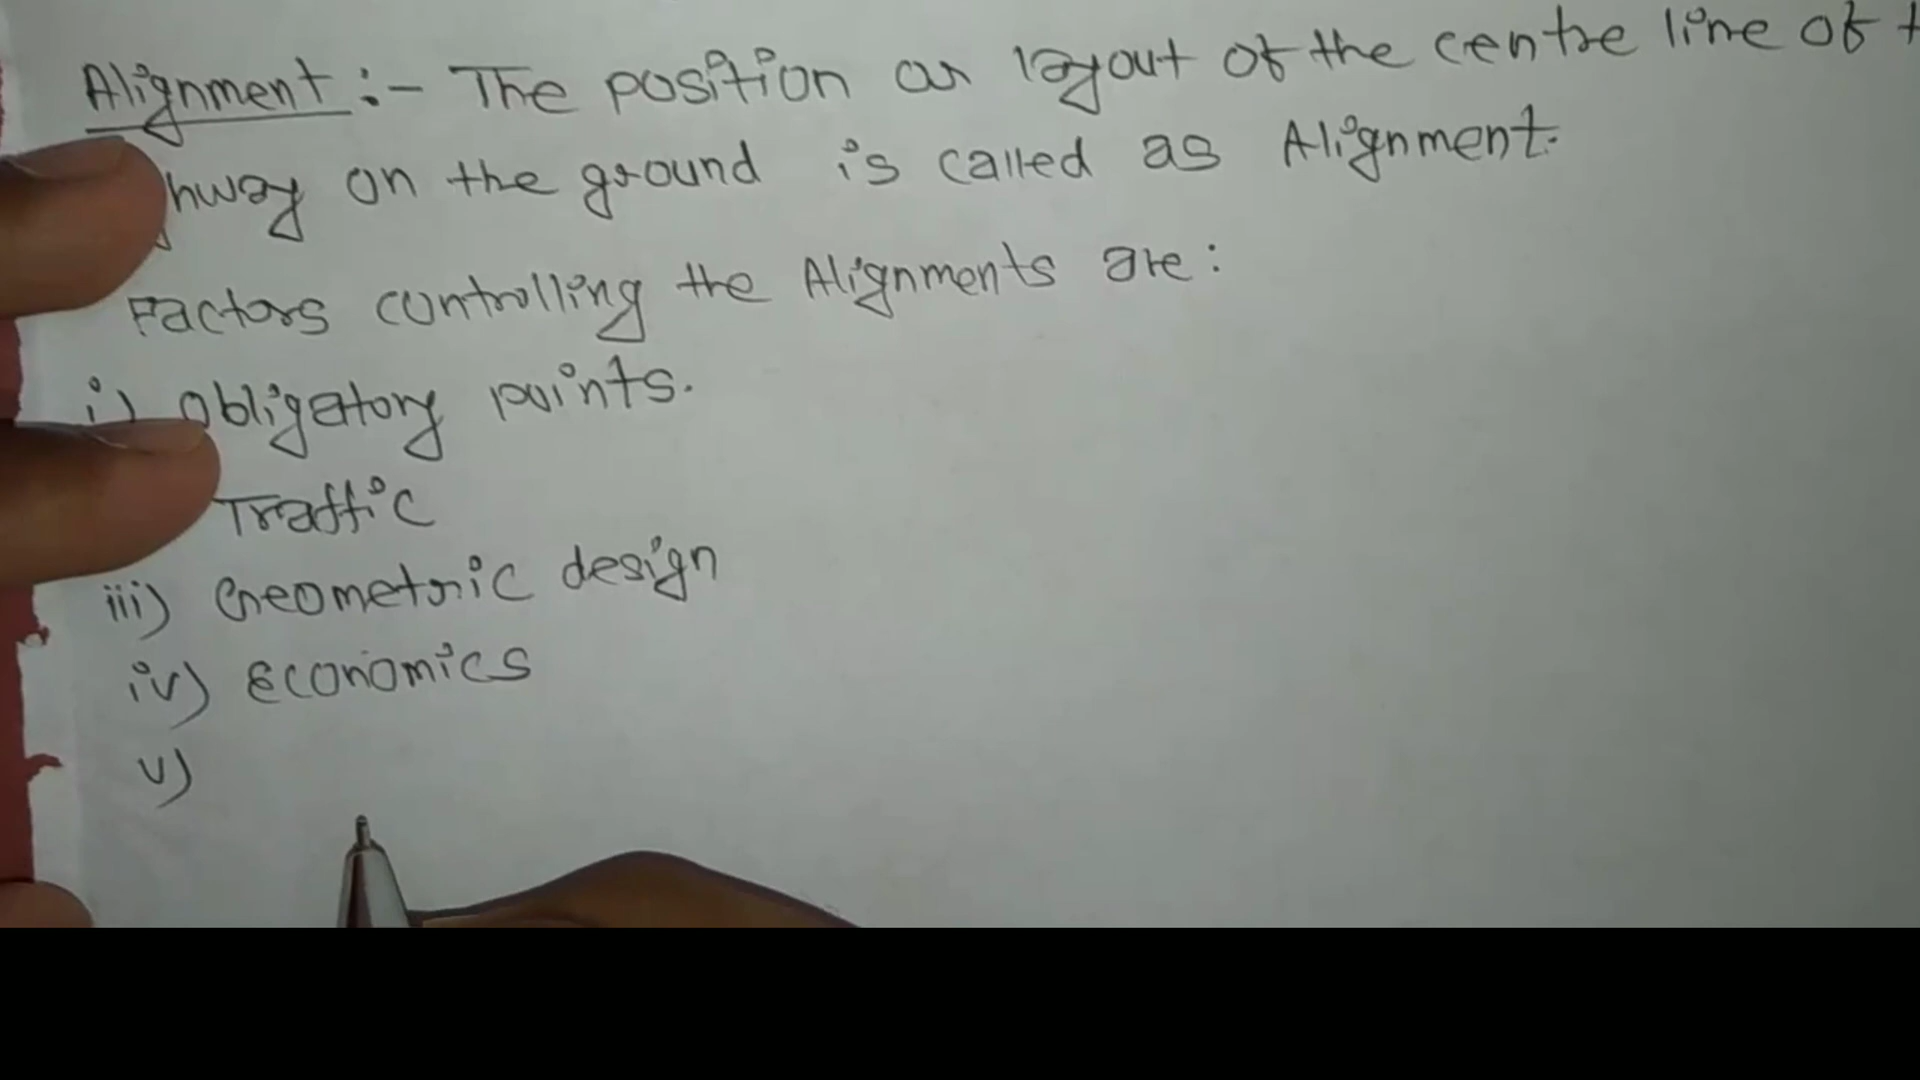 Alignment :- The position or layout of the centre line of
hway on the ground is called as Alignment.
Factors controlling the Alignments are :
i) obligatory points.
Traffic
iii) Geometric design
iv) Economics
v)